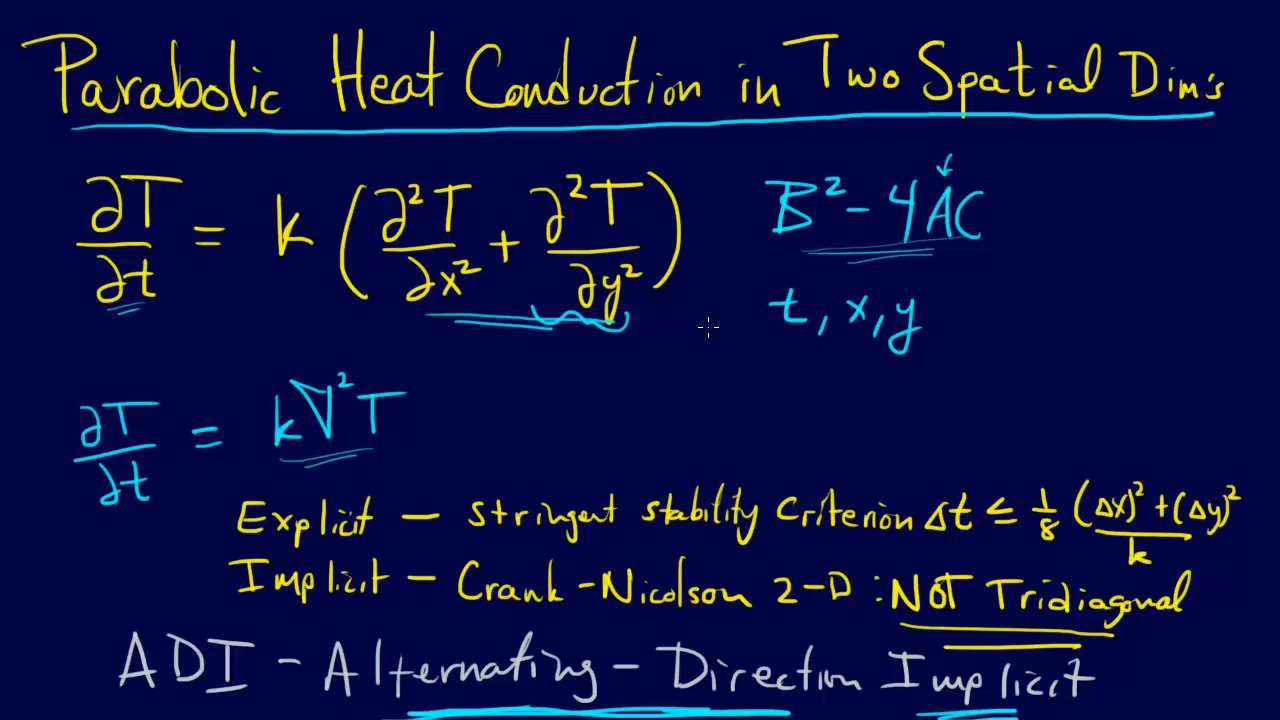 Parabolic Heat Conduction in Two Spatial Dim's
∂T/∂t = k (∂²T/∂x² + ∂²T/∂y²)
B² - 4AC
t, x, y
∂T/∂t = k∇²T
Explicit — stringent stability criterion Δt ≤ 1/8 (Δx)² + (Δy)²/k
Implicit — Crank-Nicolson 2-D : NOT Tridiagonal
ADI - Alternating - Direction Implicit